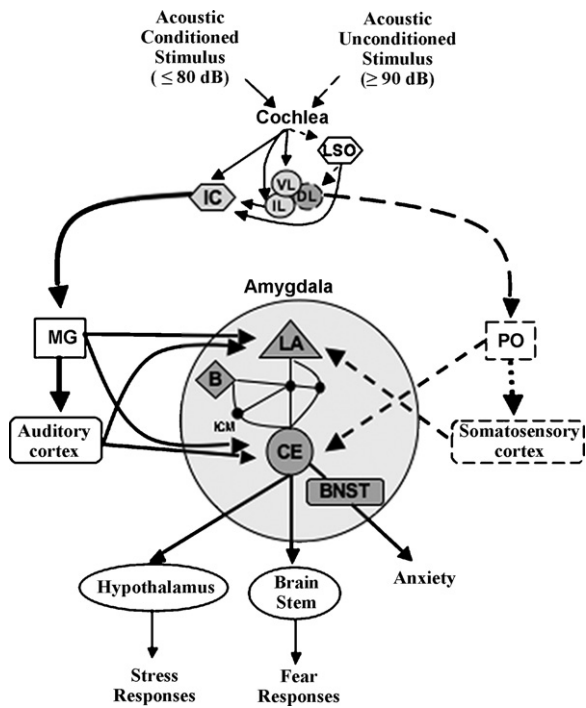 Acoustic
Conditioned
Stimulus
( ≤ 80 dB)
Acoustic
Unconditioned
Stimulus
(≥ 90 dB)
Cochlea
LSO
VL
DL
IL
IC
Amygdala
MG
LA
PO
B
ICM
Auditory
cortex
CE
Somatosensory
cortex
BNST
Hypothalamus
Brain
Stem
Anxiety
Stress
Responses
Fear
Responses